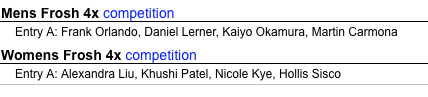 Mens Frosh 4x competition
Entry A: Frank Orlando, Daniel Lerner, Kaiyo Okamura, Martin Carmona
Womens Frosh 4x competition
Entry A: Alexandra Liu, Khushi Patel, Nicole Kye, Hollis Sisco